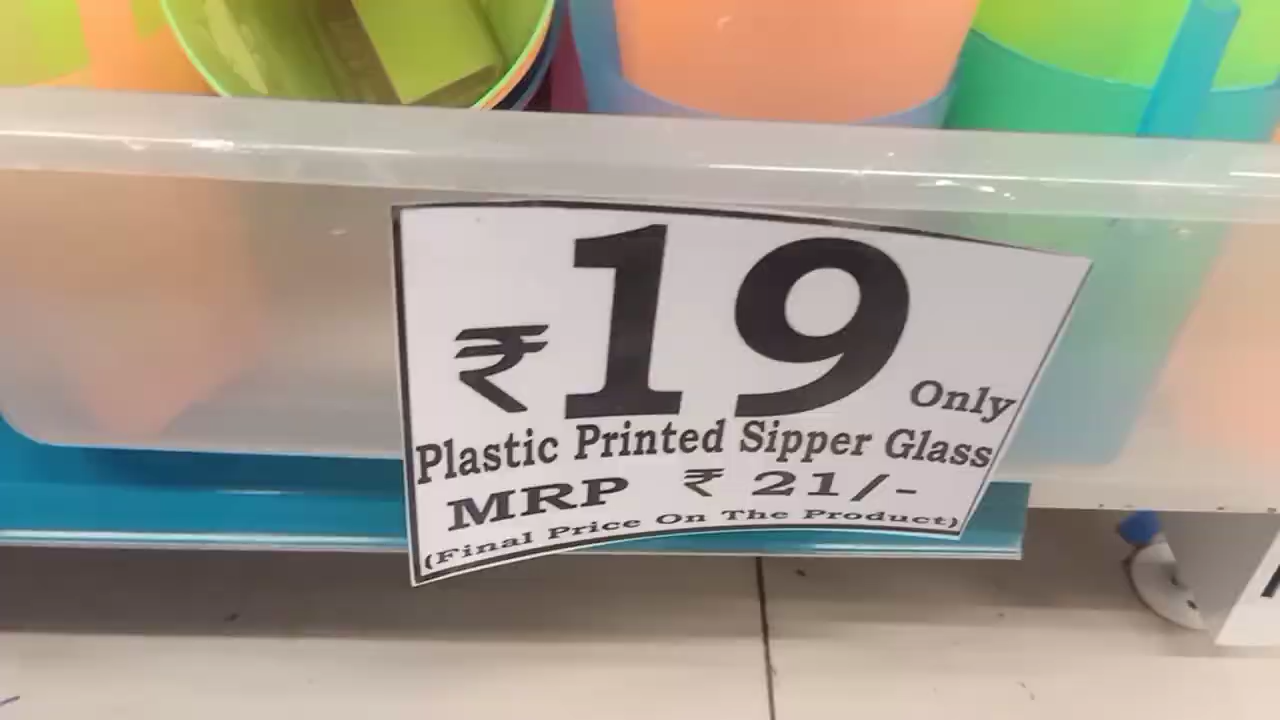 ₹19 Only
Plastic Printed Sipper Glass
MRP ₹ 21/-
(Final Price On The Product)